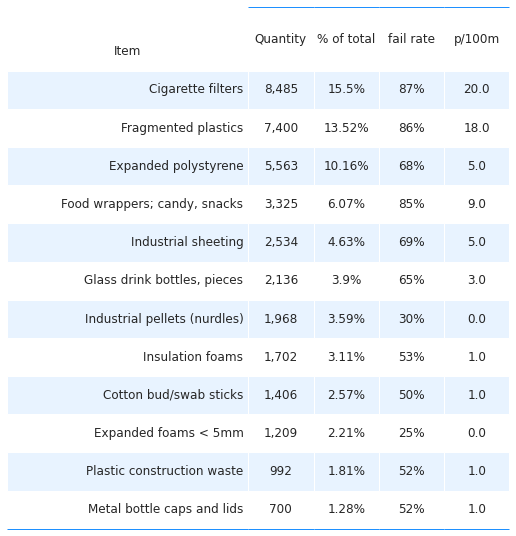 Item Quantity % of total fail rate p/100m
Cigarette filters 8,485 15.5% 87% 20.0
Fragmented plastics 7,400 13.52% 86% 18.0
Expanded polystyrene 5,563 10.16% 68% 5.0
Food wrappers; candy, snacks 3,325 6.07% 85% 9.0
Industrial sheeting 2,534 4.63% 69% 5.0
Glass drink bottles, pieces 2,136 3.9% 65% 3.0
Industrial pellets (nurdles) 1,968 3.59% 30% 0.0
Insulation foams 1,702 3.11% 53% 1.0
Cotton bud/swab sticks 1,406 2.57% 50% 1.0
Expanded foams < 5mm 1,209 2.21% 25% 0.0
Plastic construction waste 992 1.81% 52% 1.0
Metal bottle caps and lids 700 1.28% 52% 1.0